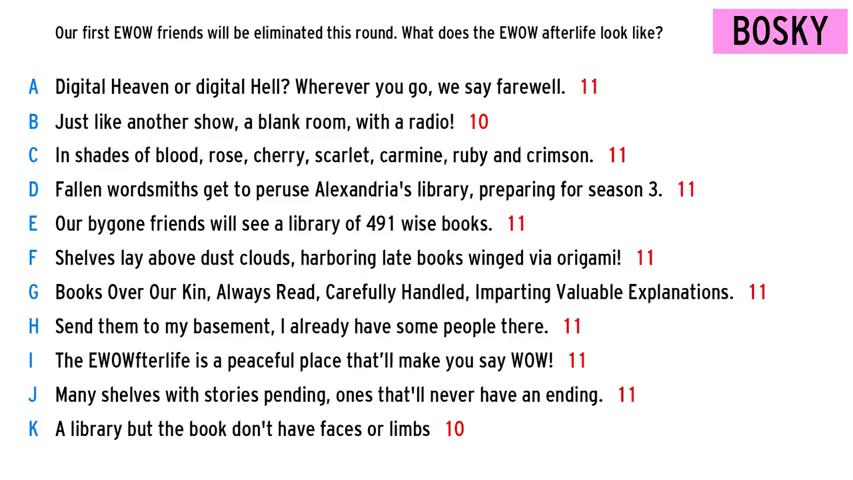 Our first EWOW friends will be eliminated this round. What does the EWOW afterlife look like?
BOSKY
A Digital Heaven or digital Hell? Wherever you go, we say farewell. 11
B Just like another show, a blank room, with a radio! 10
C In shades of blood, rose, cherry, scarlet, carmine, ruby and crimson. 11
D Fallen wordsmiths get to peruse Alexandria's library, preparing for season 3. 11
E Our bygone friends will see a library of 491 wise books. 11
F Shelves lay above dust clouds, harboring late books winged via origami! 11
G Books Over Our Kin, Always Read, Carefully Handled, Imparting Valuable Explanations. 11
H Send them to my basement, I already have some people there. 11
I The EWOWfterlife is a peaceful place that'll make you say WOW! 11
J Many shelves with stories pending, ones that'll never have an ending. 11
K A library but the book don't have faces or limbs 10